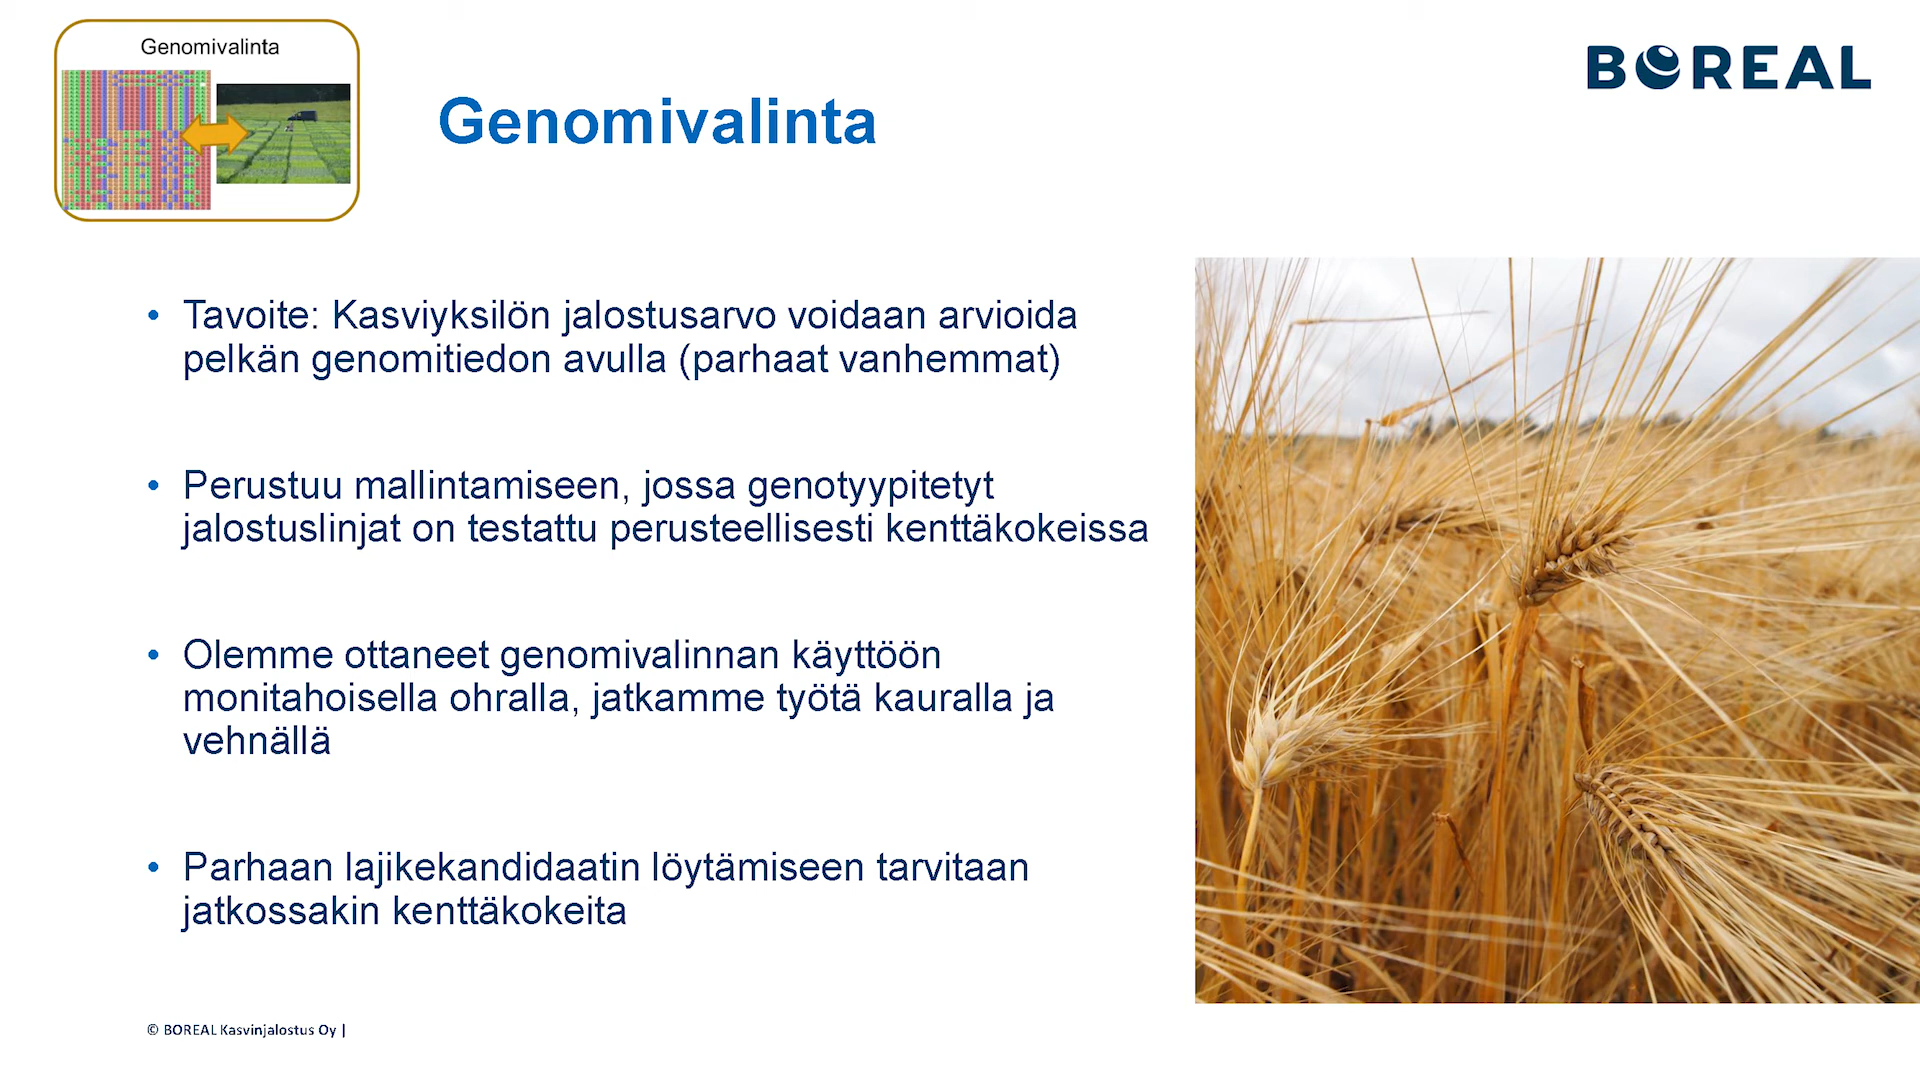 Genomivalinta
BOREAL
Genomivalinta
• Tavoite: Kasviyksilön jalostusarvo voidaan arvioida
pelkän genomitiedon avulla (parhaat vanhemmat)
• Perustuu mallintamiseen, jossa genotyypitetyt
jalostuslinjat on testattu perusteellisesti kenttäkokeissa
• Olemme ottaneet genomivalinnan käyttöön
monitahoisella ohralla, jatkamme työtä kauralla ja
vehnällä
• Parhaan lajikekandidaatin löytämiseen tarvitaan
jatkossakin kenttäkokeita
© BOREAL Kasvinjalostus Oy |